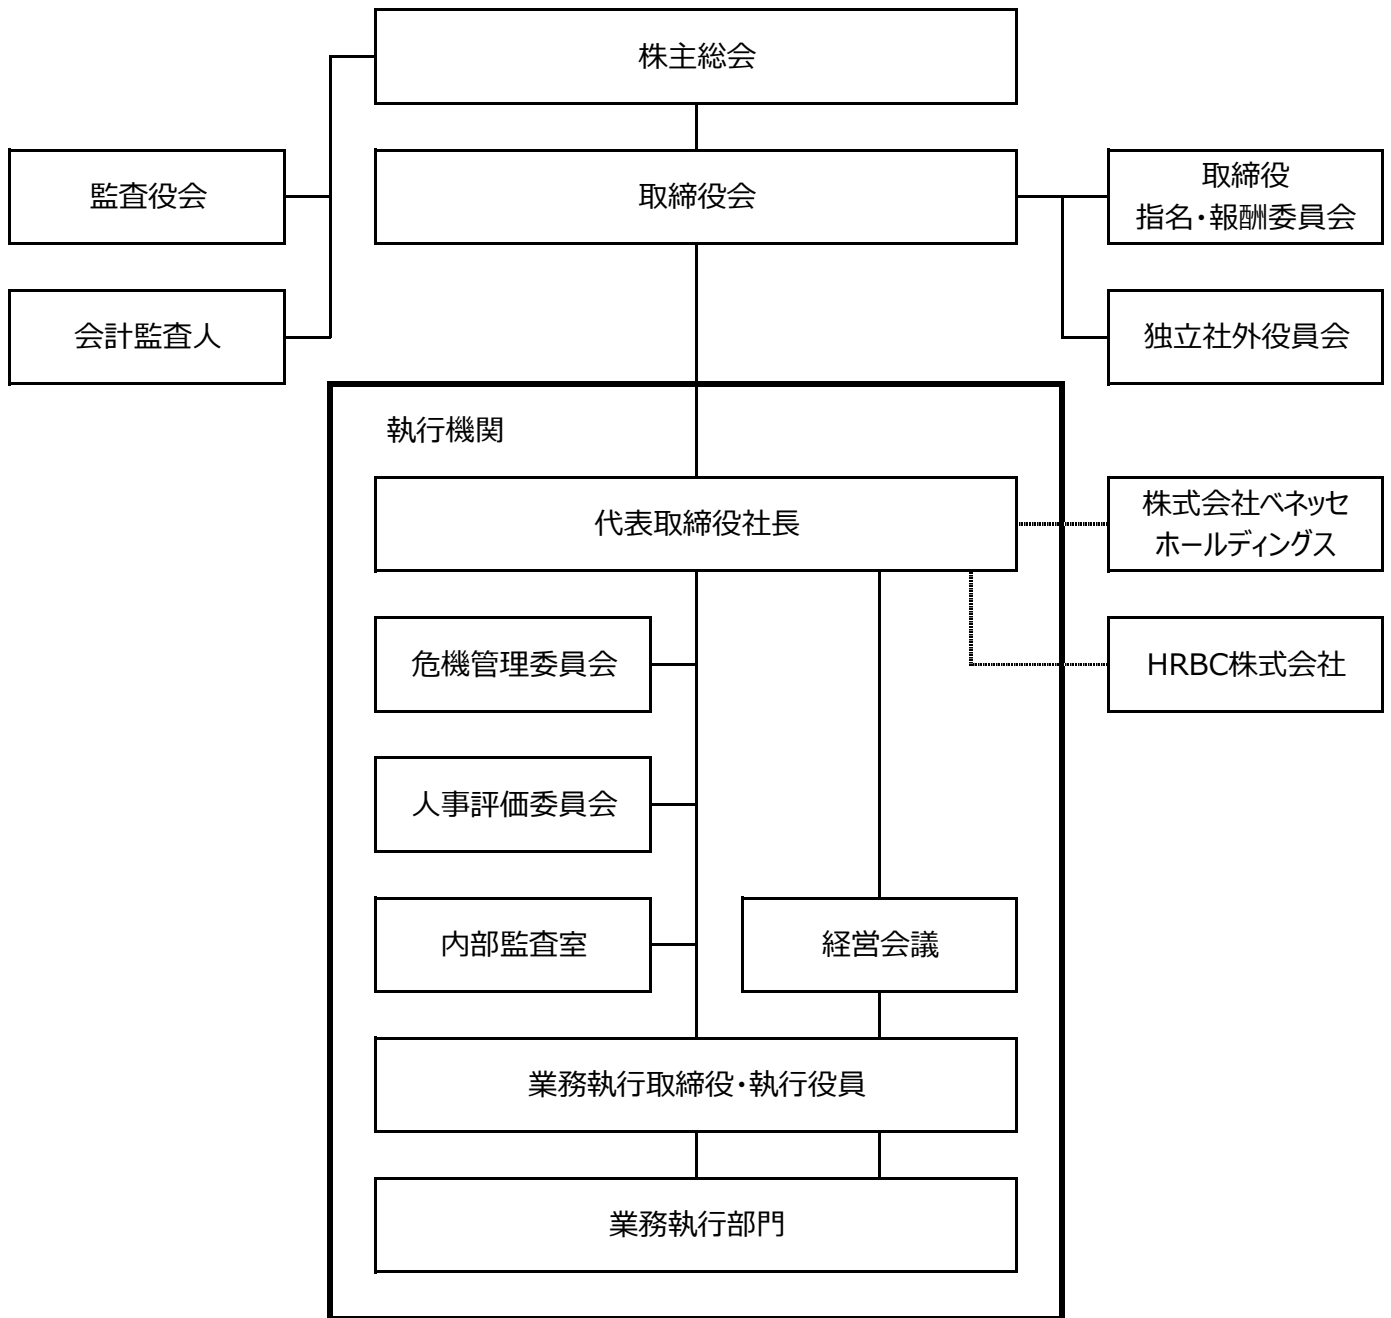 株主総会
監査役会
取締役会
取締役
指名・報酬委員会
会計監査人
独立社外役員会
執行機関
代表取締役社長
株式会社ベネッセ
ホールディングス
危機管理委員会
HRBC株式会社
人事評価委員会
内部監査室
経営会議
業務執行取締役・執行役員
業務執行部門